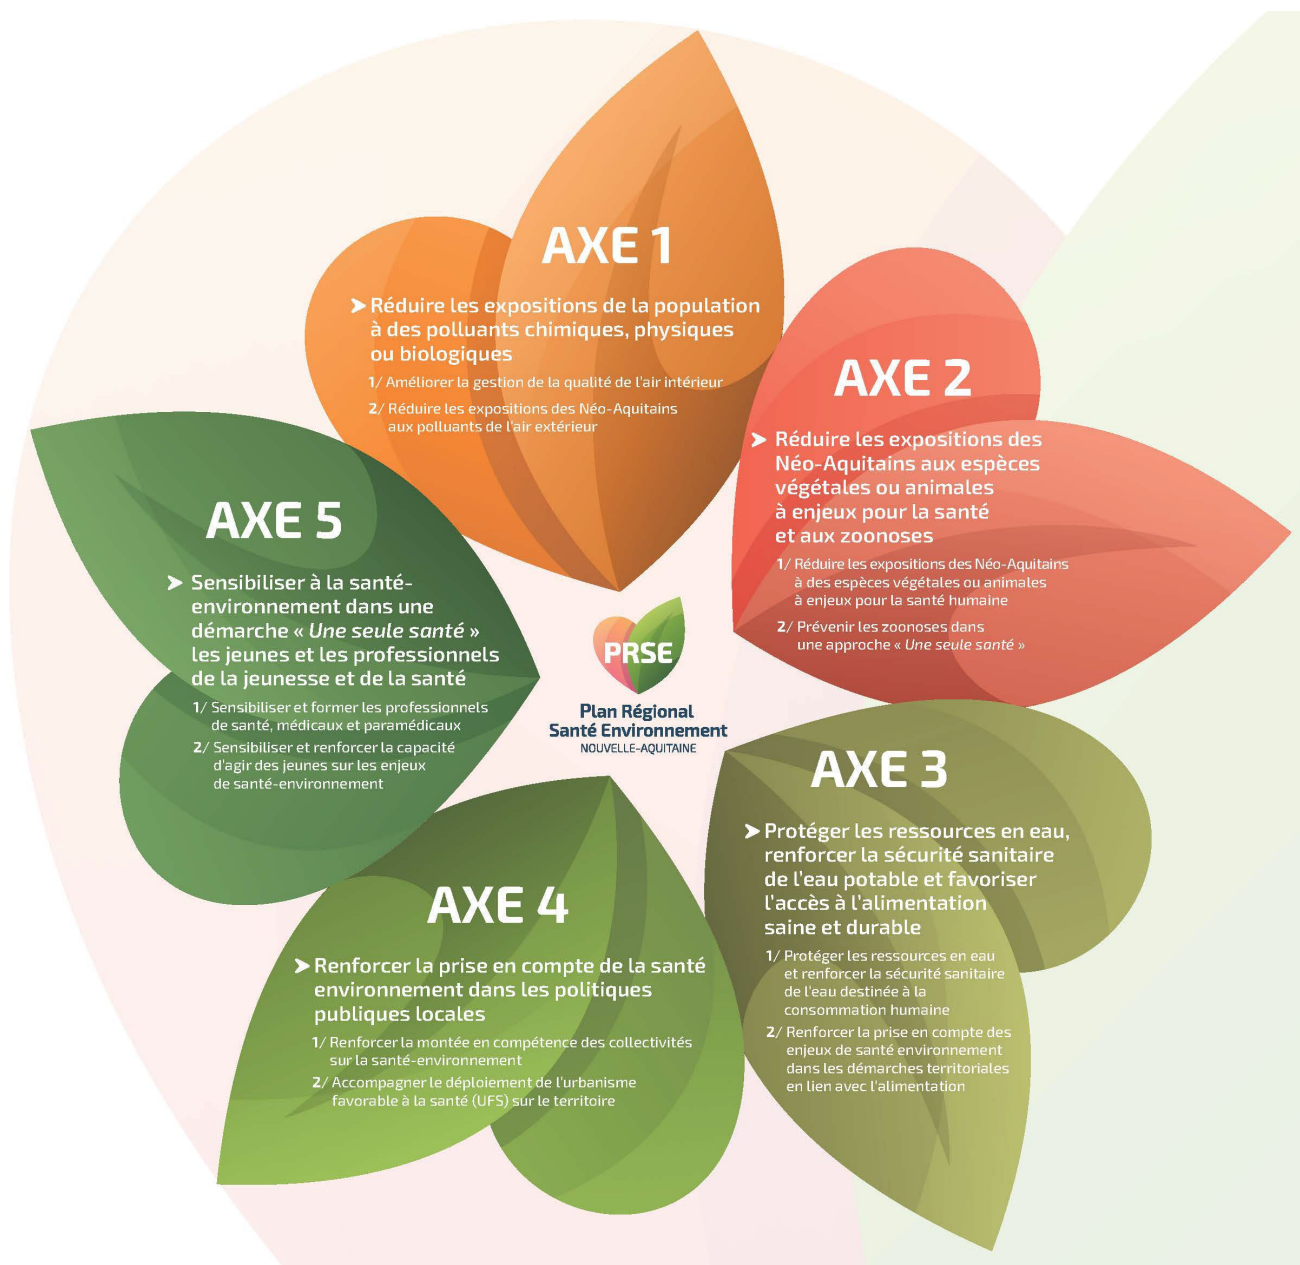 AXE 1
➤ Réduire les expositions de la population
à des polluants chimiques, physiques
ou biologiques
1/ Améliorer la gestion de la qualité de l'air intérieur
2/ Réduire les expositions des Néo-Aquitains
aux polluants de l'air extérieur
AXE 2
➤ Réduire les expositions des
Néo-Aquitains aux espèces
végétales ou animales
à enjeux pour la santé
et aux zoonoses
1/ Réduire les expositions des Néo-Aquitains
à des espèces végétales ou animales
à enjeux pour la santé humaine
2/ Prévenir les zoonoses dans
une approche « Une seule santé »
AXE 3
➤ Protéger les ressources en eau,
renforcer la sécurité sanitaire
de l'eau potable et favoriser
l'accès à l'alimentation
saine et durable
1/ Protéger les ressources en eau
et renforcer la sécurité sanitaire
de l'eau destinée à la
consommation humaine
2/ Renforcer la prise en compte des
enjeux de santé environnement
dans les démarches territoriales
en lien avec l'alimentation
AXE 4
➤ Renforcer la prise en compte de la santé
environnement dans les politiques
publiques locales
1/ Renforcer la montée en compétence des collectivités
sur la santé-environnement
2/ Accompagner le déploiement de l'urbanisme
favorable à la santé (UFS) sur le territoire
AXE 5
➤ Sensibiliser à la santé-
environnement dans une
démarche « Une seule santé »
les jeunes et les professionnels
de la jeunesse et de la santé
1/ Sensibiliser et former les professionnels
de santé, médicaux et paramédicaux
2/ Sensibiliser et renforcer la capacité
d'agir des jeunes sur les enjeux
de santé-environnement
PRSE
Plan Régional
Santé Environnement
NOUVELLE-AQUITAINE